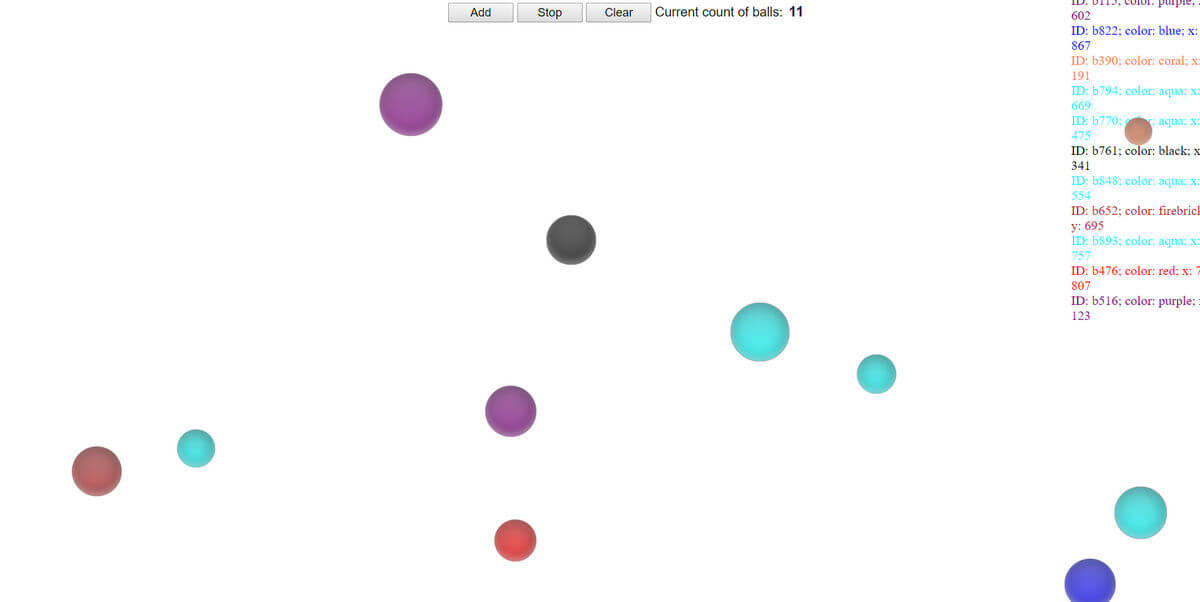 Add Stop Clear Current count of balls: 11
ID: b115; color: purple;
602
ID: b822; color: blue; x:
867
ID: b390; color: coral; x:
191
ID: b794; color: aqua; x:
669
ID: b770; color: aqua; x:
475
ID: b761; color: black; x
341
ID: b848; color: aqua; x:
554
ID: b652; color: firebricl
y: 695
ID: b893; color: aqua; x:
757
ID: b476; color: red; x: 7
807
ID: b516; color: purple;
123